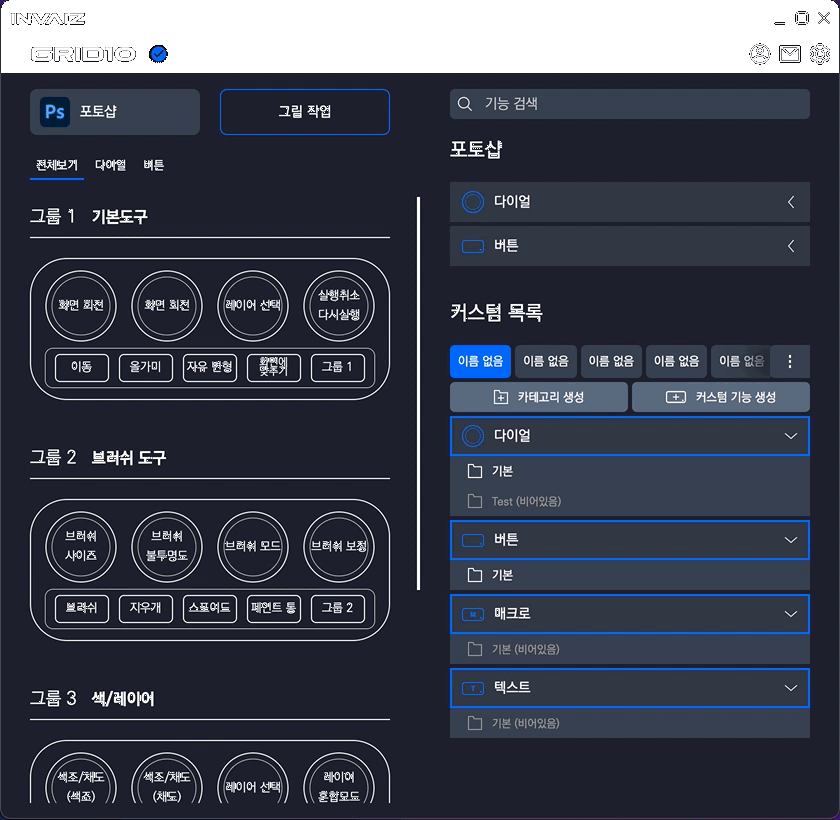 INVAIZ
GRID10
Ps 포토샵
그림 작업
전체보기 다이얼 버튼
그룹 1 기본도구
화면 회전
화면 회전
레이어 선택
실행취소
다시실행
이동
올가미
자유 변형
화면에
맞추기
그룹 1
그룹 2 브러쉬 도구
브러쉬
사이즈
브러쉬
불투명도
브러쉬 모드
브러쉬 보정
브러쉬
지우개
스포이드
페인트 통
그룹 2
그룹 3 색/레이어
색조/채도
(색조)
색조/채도
(채도)
레이어 선택
레이어
혼합모드
기능 검색
포토샵
다이얼
버튼
커스텀 목록
이름 없음 이름 없음 이름 없음 이름 없음 이름 없음
카테고리 생성
커스텀 기능 생성
다이얼
기본
Test (비어있음)
버튼
기본
매크로
기본 (비어있음)
T 텍스트
기본 (비어있음)